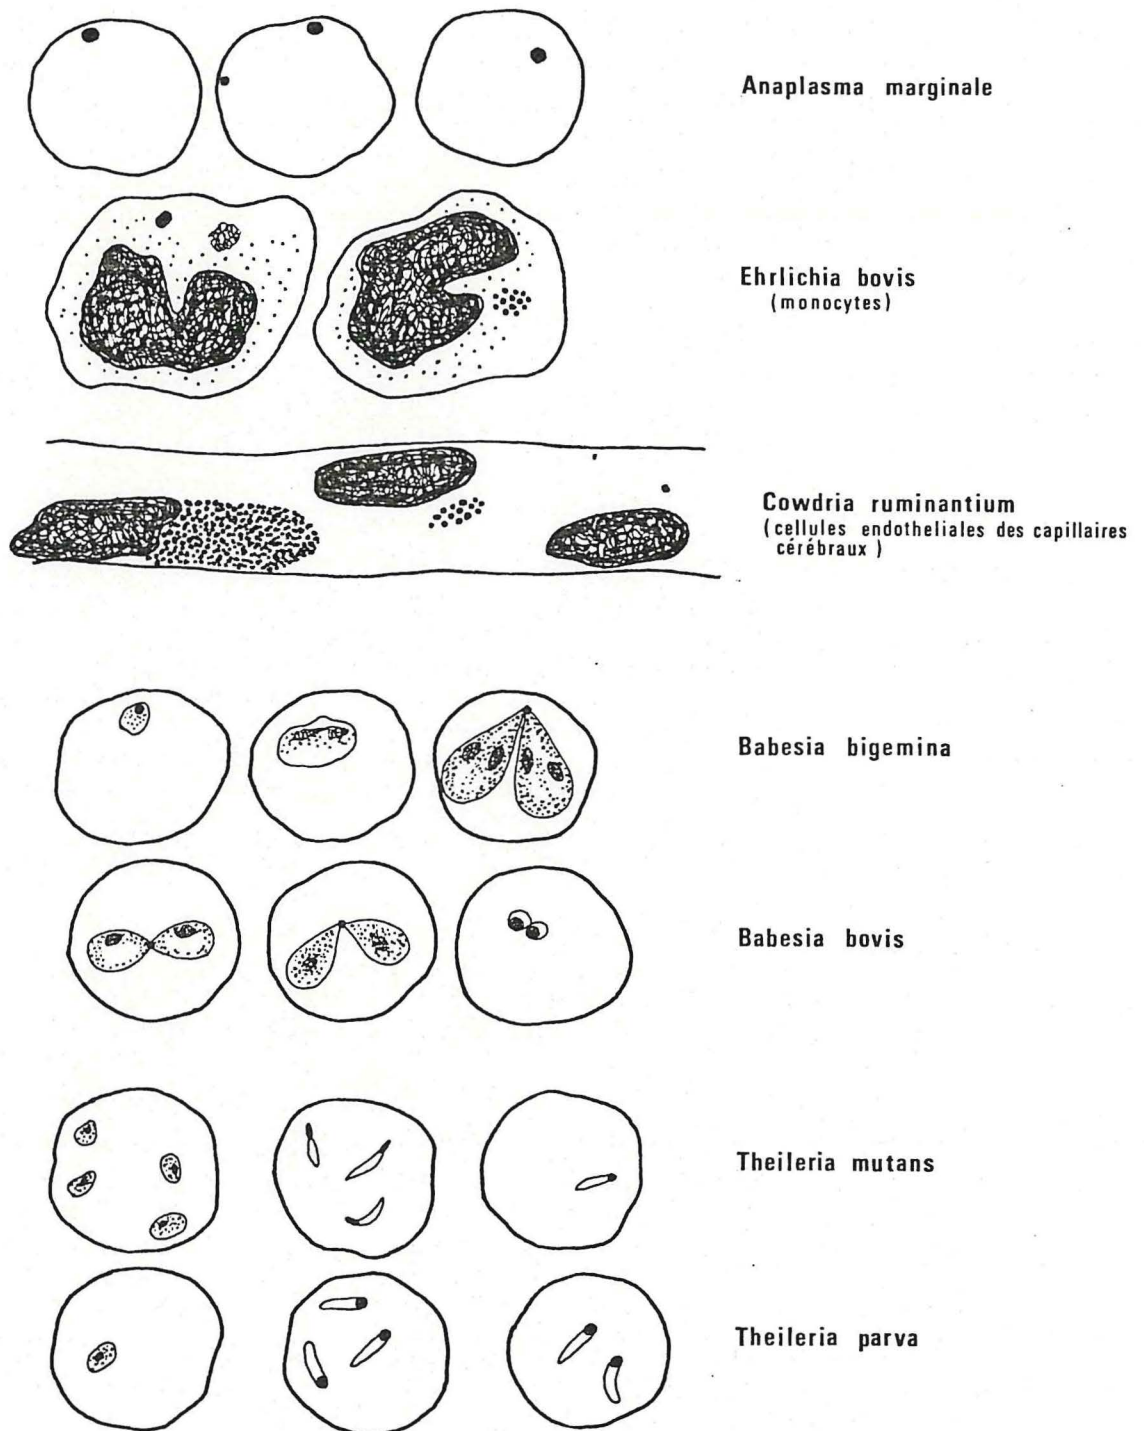 Anaplasma marginale
Ehrlichia bovis
(monocytes)
Cowdria ruminantium
(cellules endotheliales des capillaires
cérébraux )
Babesia bigemina
Babesia bovis
Theileria mutans
Theileria parva